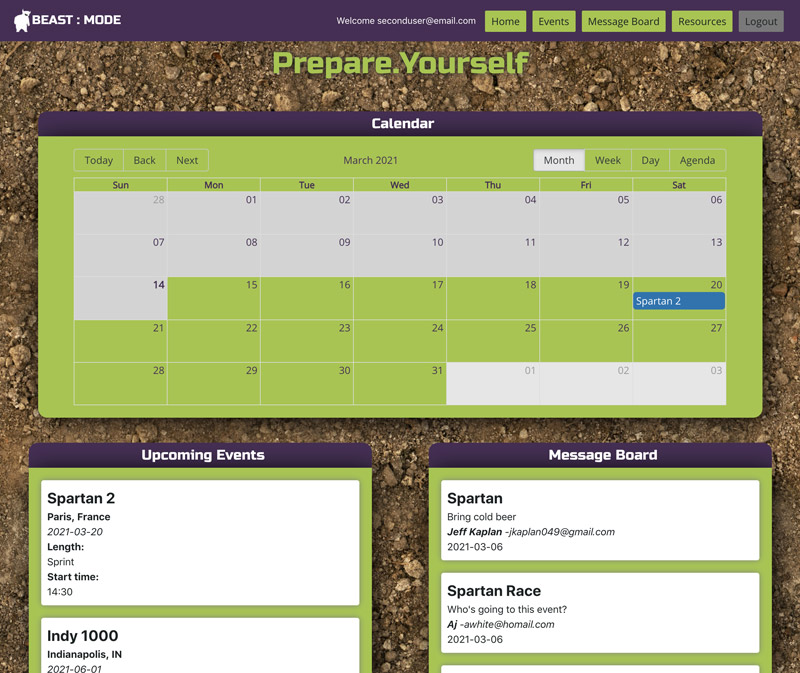 BEAST : MODE
Welcome seconduser@email.com Home Events Message Board Resources Logout
Prepare.Yourself
Calendar
Today Back Next March 2021 Month Week Day Agenda
Sun Mon Tue Wed Thu Fri Sat
28 01 02 03 04 05 06
07 08 09 10 11 12 13
14 15 16 17 18 19 20
Spartan 2
21 22 23 24 25 26 27
28 29 30 31 01 02 03
Upcoming Events
Spartan 2
Paris, France
2021-03-20
Length:
Sprint
Start time:
14:30
Indy 1000
Indianapolis, IN
2021-06-01
Message Board
Spartan
Bring cold beer
Jeff Kaplan -jkaplan049@gmail.com
2021-03-06
Spartan Race
Who's going to this event?
Aj -awhite@homail.com
2021-03-06